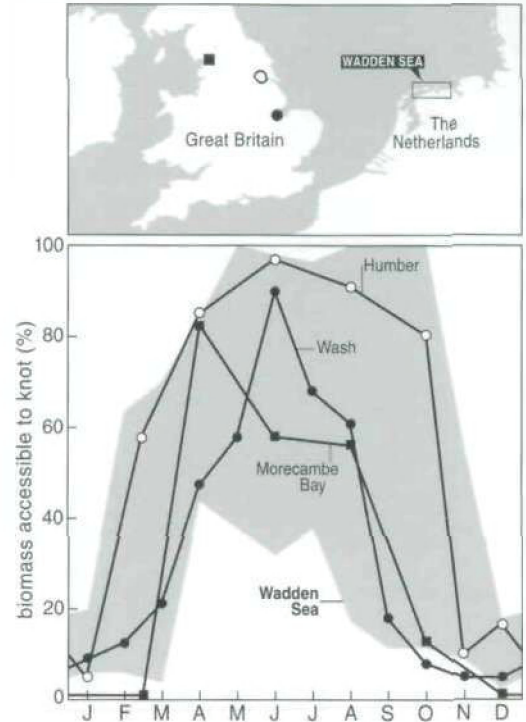 WADDEN SEA
Great Britain
The
Netherlands
biomass accessible to knot (%)
100
80
60
40
20
0
Humber
Wash
Morecambe
Bay
Wadden
Sea
J F M A M J J A S O N D